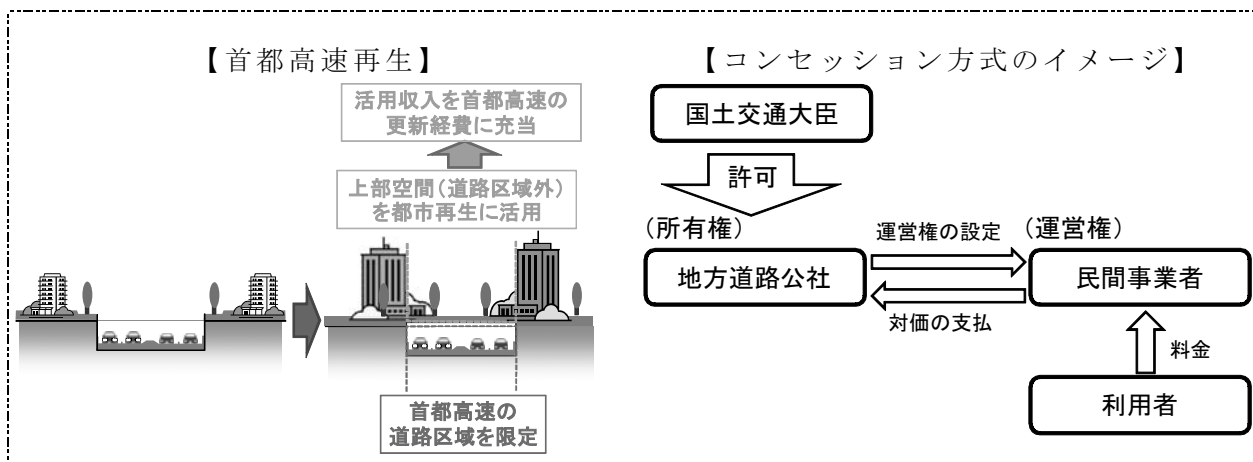 【首都高速再生】
活用収入を首都高速の
更新経費に充当
上部空間(道路区域外)
を都市再生に活用
首都高速の
道路区域を限定
【コンセッション方式のイメージ】
国土交通大臣
許可
(所有権)
地方道路公社
運営権の設定
対価の支払
(運営権)
民間事業者
料金
利用者